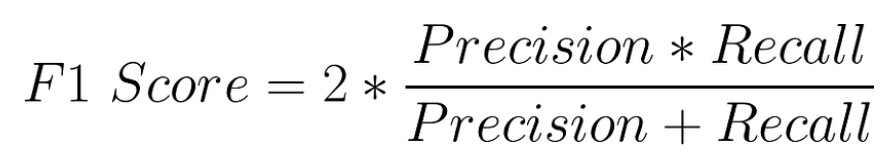 F1 Score = 2 * Precision * Recall / Precision + Recall